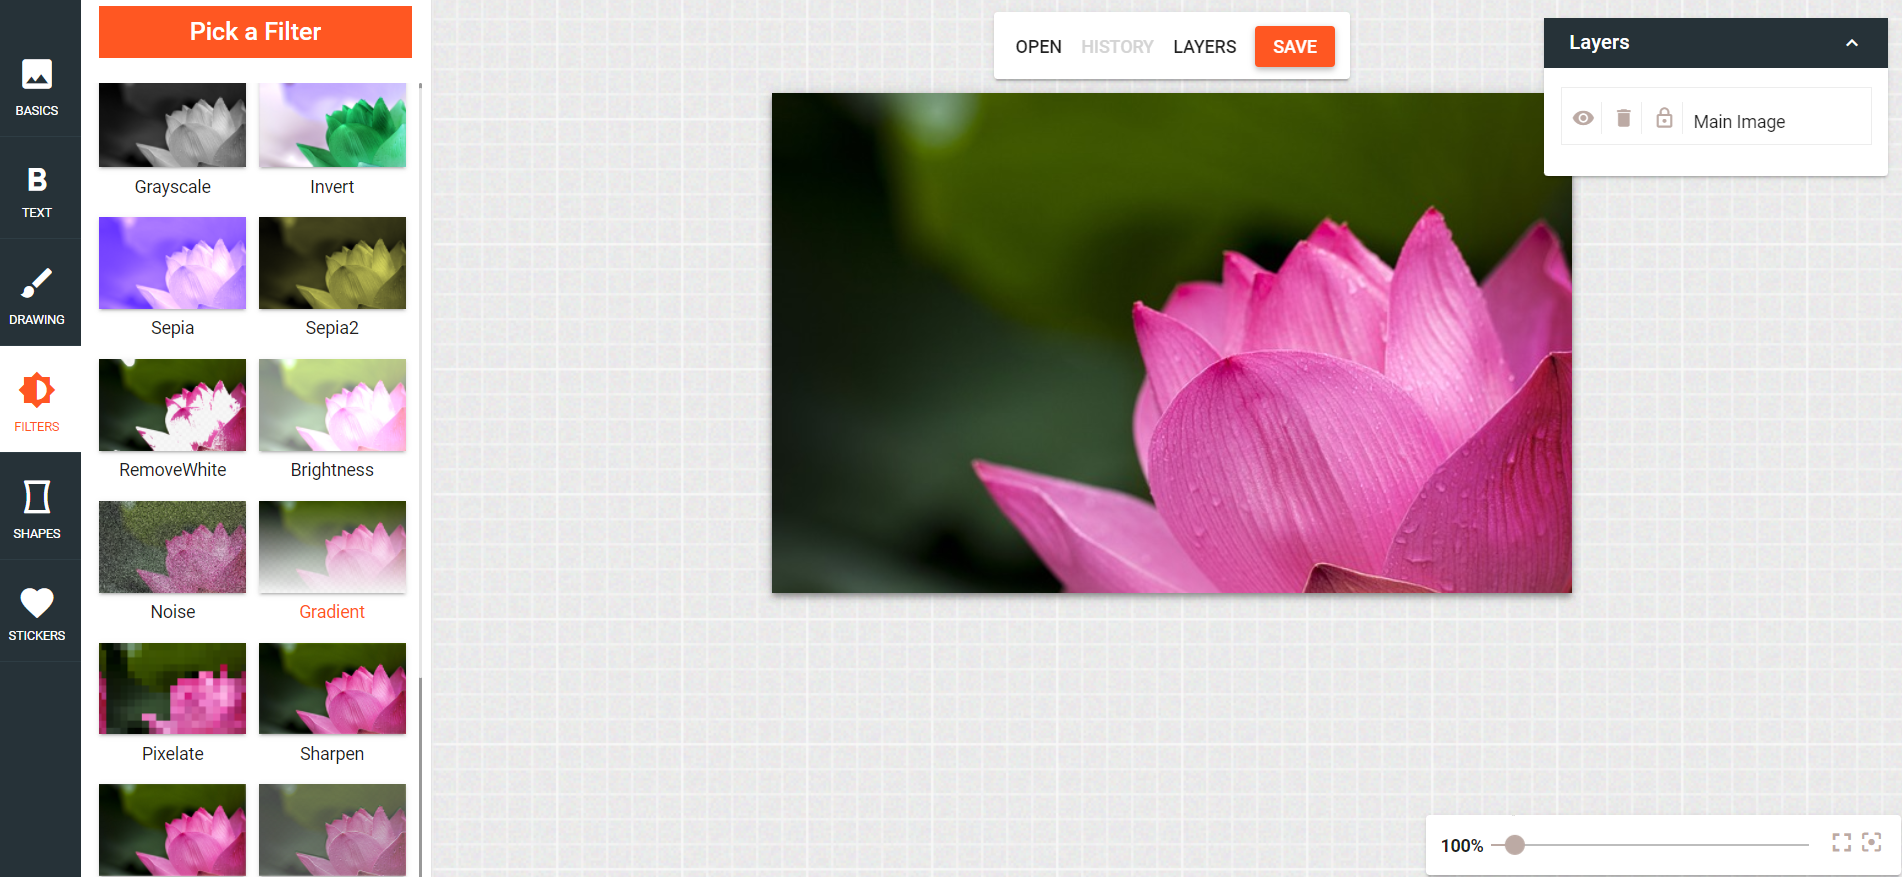 BASICS
TEXT
DRAWING
FILTERS
SHAPES
STICKERS
Pick a Filter
Grayscale
Invert
Sepia
Sepia2
RemoveWhite
Brightness
Noise
Gradient
Pixelate
Sharpen
OPEN HISTORY LAYERS SAVE
Layers
Main Image
100%